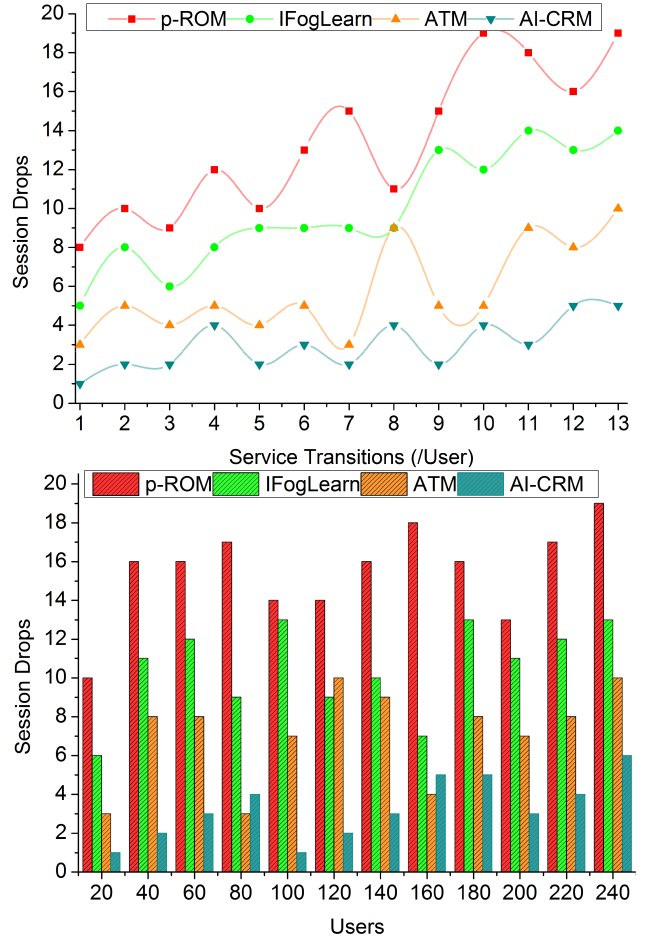 20
p-ROM IFogLearn ATM AI-CRM
18
16
14
12
10
8
6
4
2
0
Session Drops
1 2 3 4 5 6 7 8 9 10 11 12 13
Service Transitions (/User)
p-ROM IFogLearn ATM AI-CRM
20
18
16
14
12
10
8
6
4
2
0
Session Drops
20 40 60 80 100 120 140 160 180 200 220 240
Users